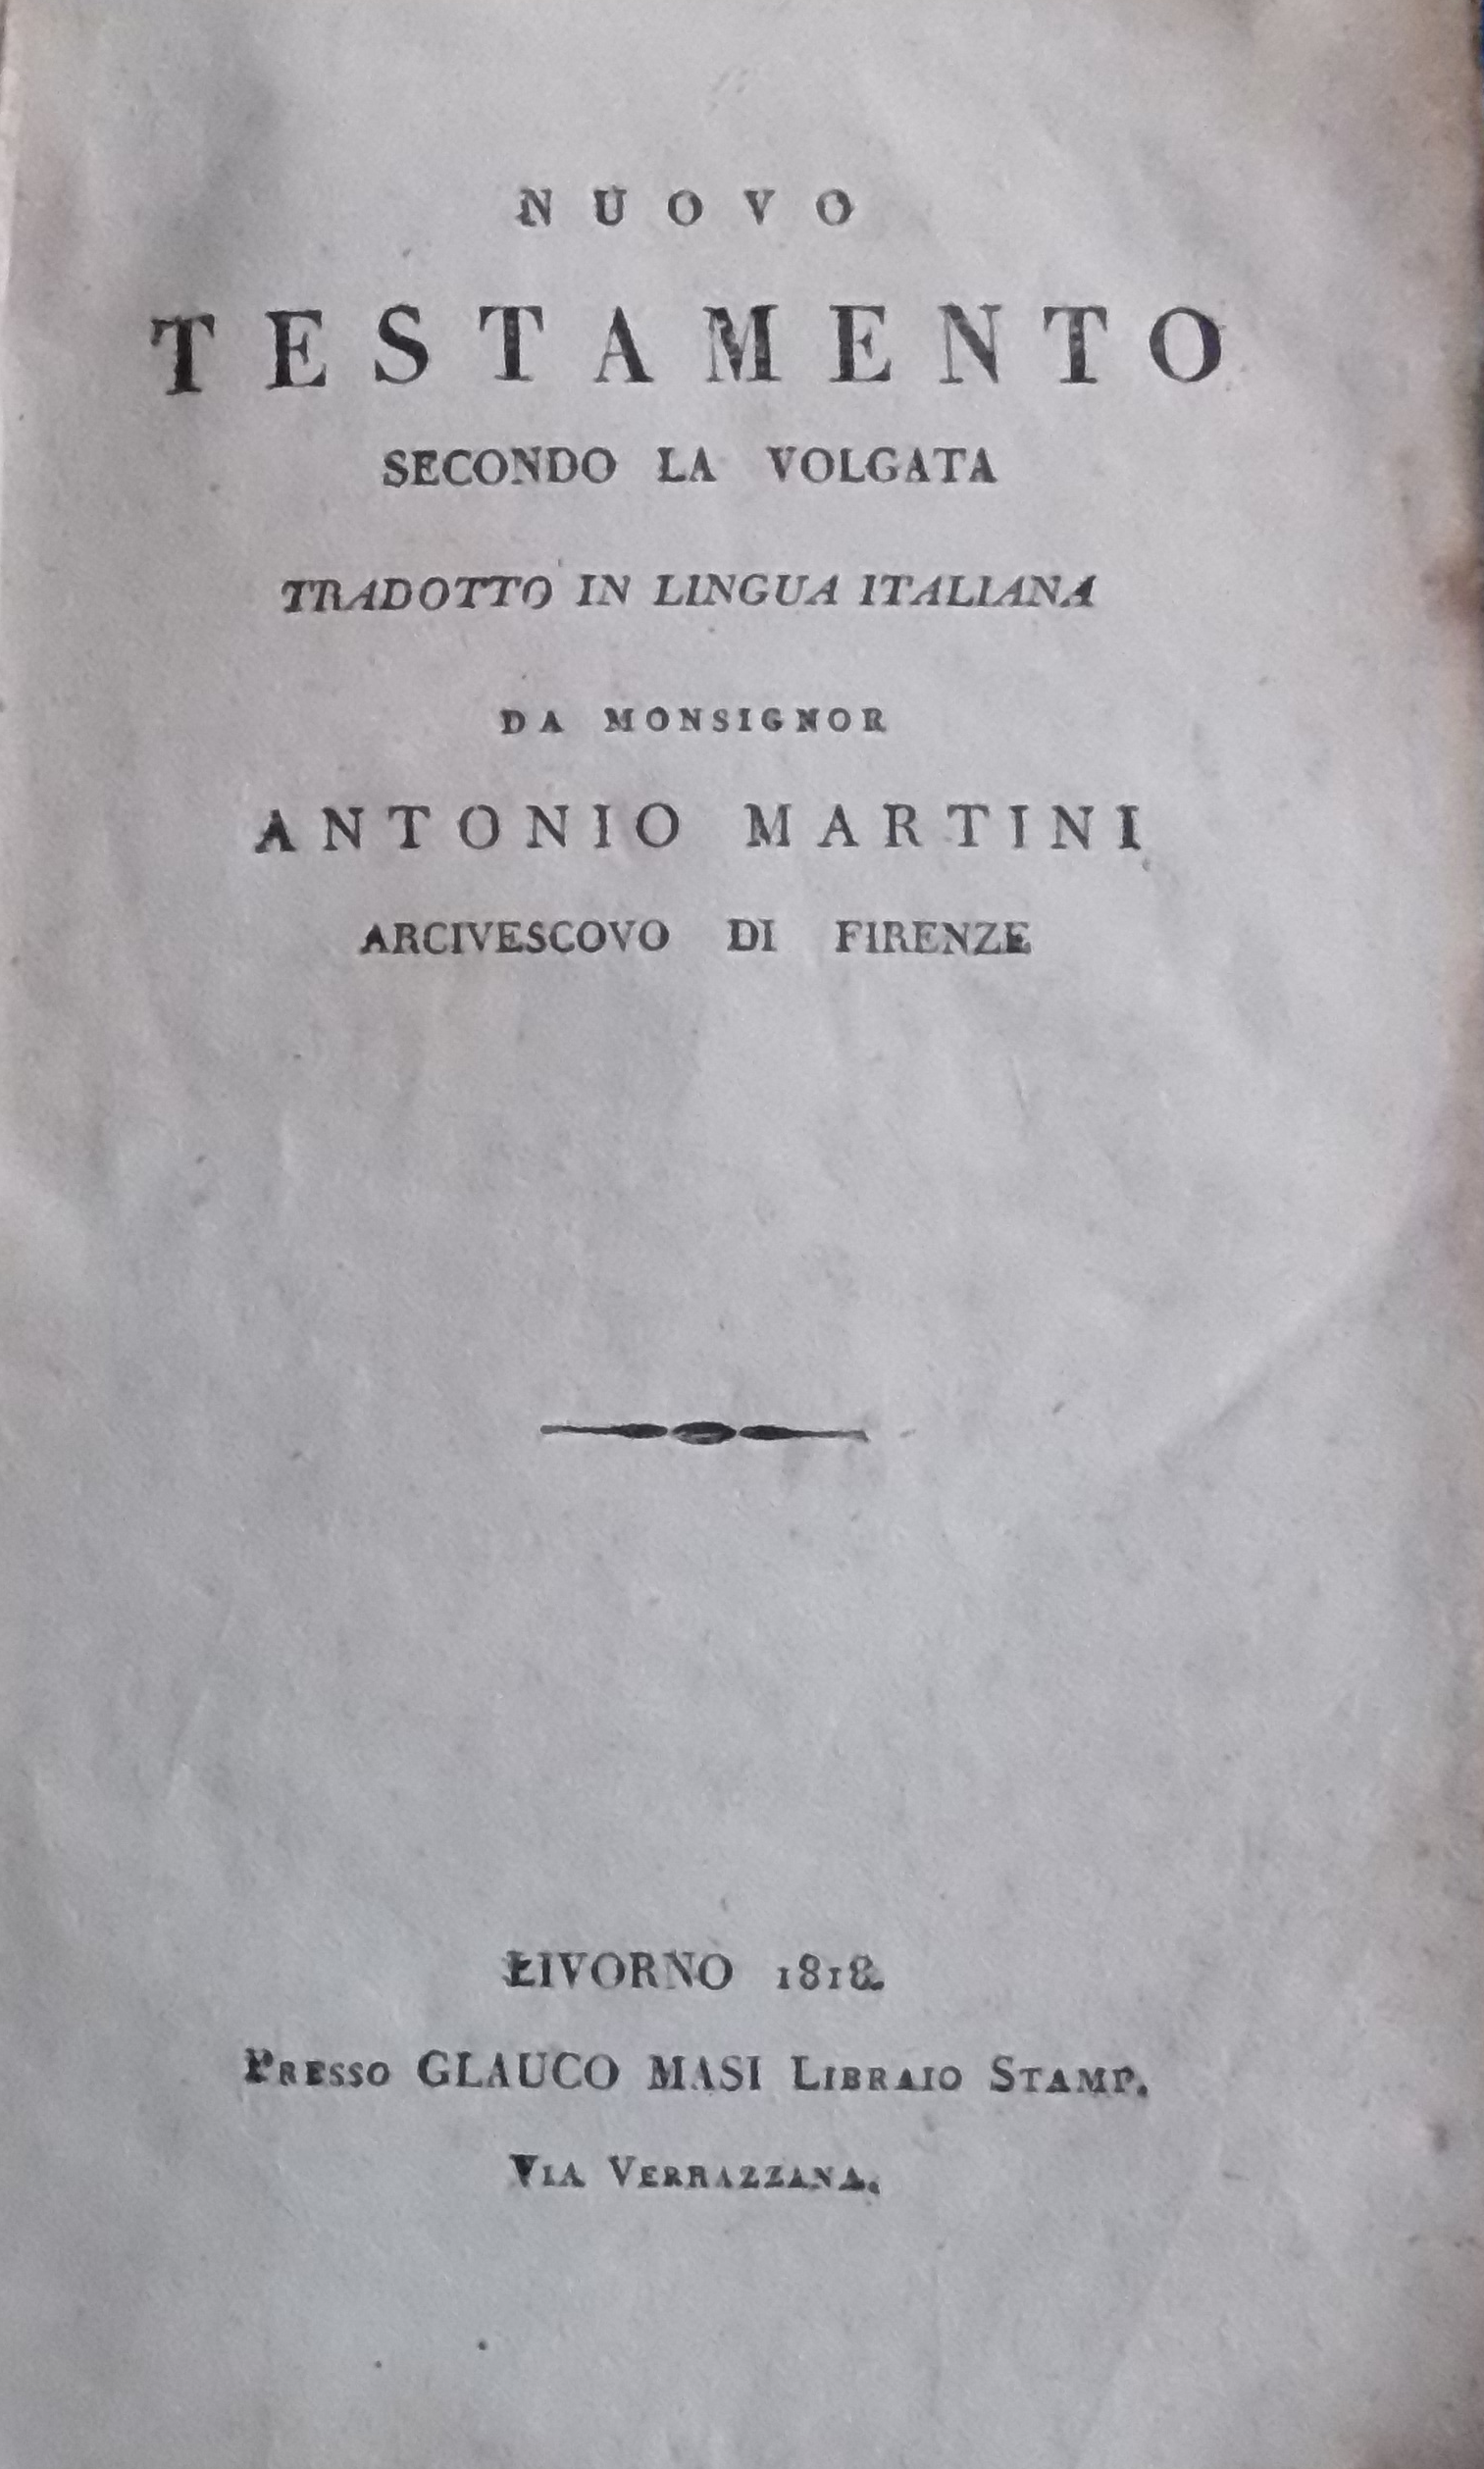 NUOVO
TESTAMENTO
SECONDO LA VOLGATA
TRADOTTO IN LINGUA ITALIANA
DA MONSIGNOR
ANTONIO MARTINI
ARCIVESCOVO DI FIRENZE
LIVORNO 1818.
PRESSO GLAUCO MASI LIBRAIO STAMP.
VIA VERRAZZANA.